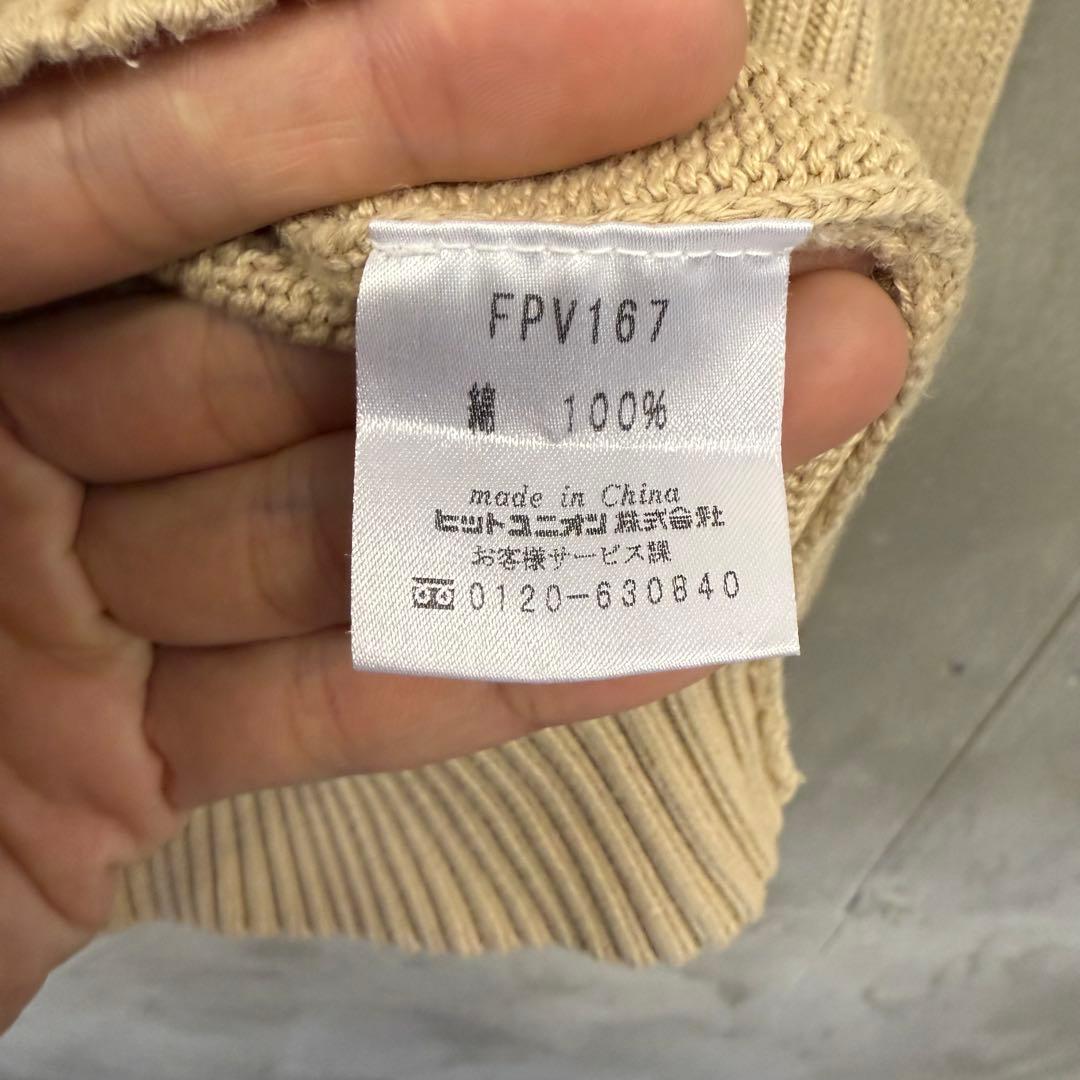 FPV167
綿 100%
made in China
ヒットユニオン株式会社
お客様サービス課
0120-630840